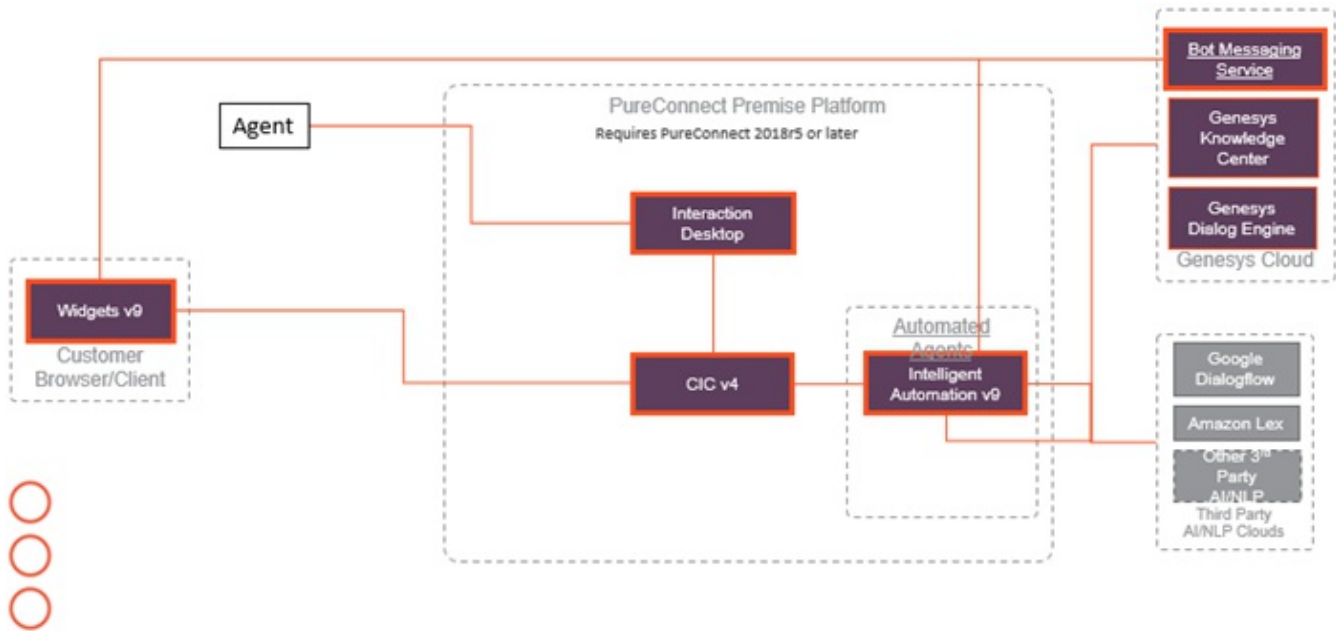 Bot Messaging
Service
PureConnect Premise Platform
Agent
Requires PureConnect 2018r5 or later
Genesys
Knowledge
Center
Interaction
Desktop
Genesys
Dialog Engine
Genesys Cloud
Widgets v9
Customer
Browser/Client
Automated
Agents
CIC v4
Intelligent
Automation v9
Google
Dialogflow
Amazon Lex
Other 3rd
Party
AI/NLP
Third Party
AI/NLP Clouds